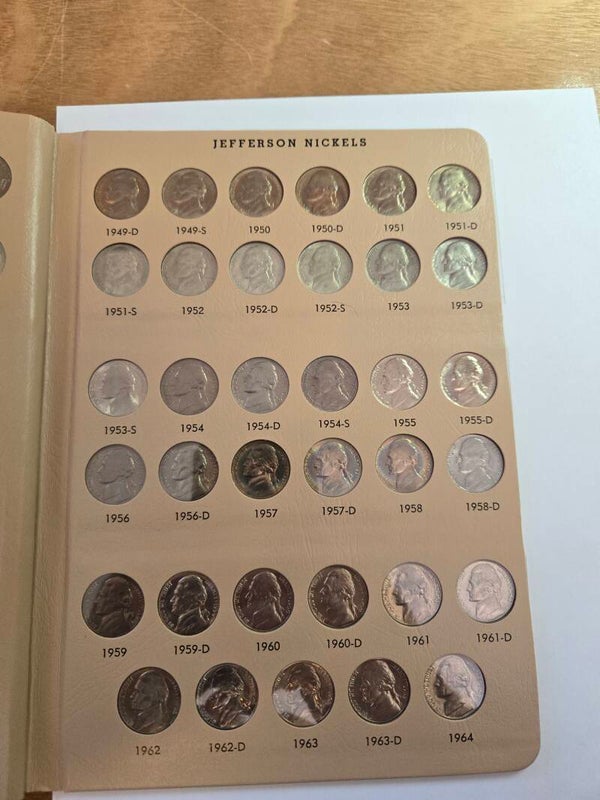 JEFFERSON NICKELS
1949-D 1949-S 1950 1950-D 1951 1951-D
1951-S 1952 1952-D 1952-S 1953 1953-D
1953-S 1954 1954-D 1954-S 1955 1955-D
1956 1956-D 1957 1957-D 1958 1958-D
1959 1959-D 1960 1960-D 1961 1961-D
1962 1962-D 1963 1963-D 1964